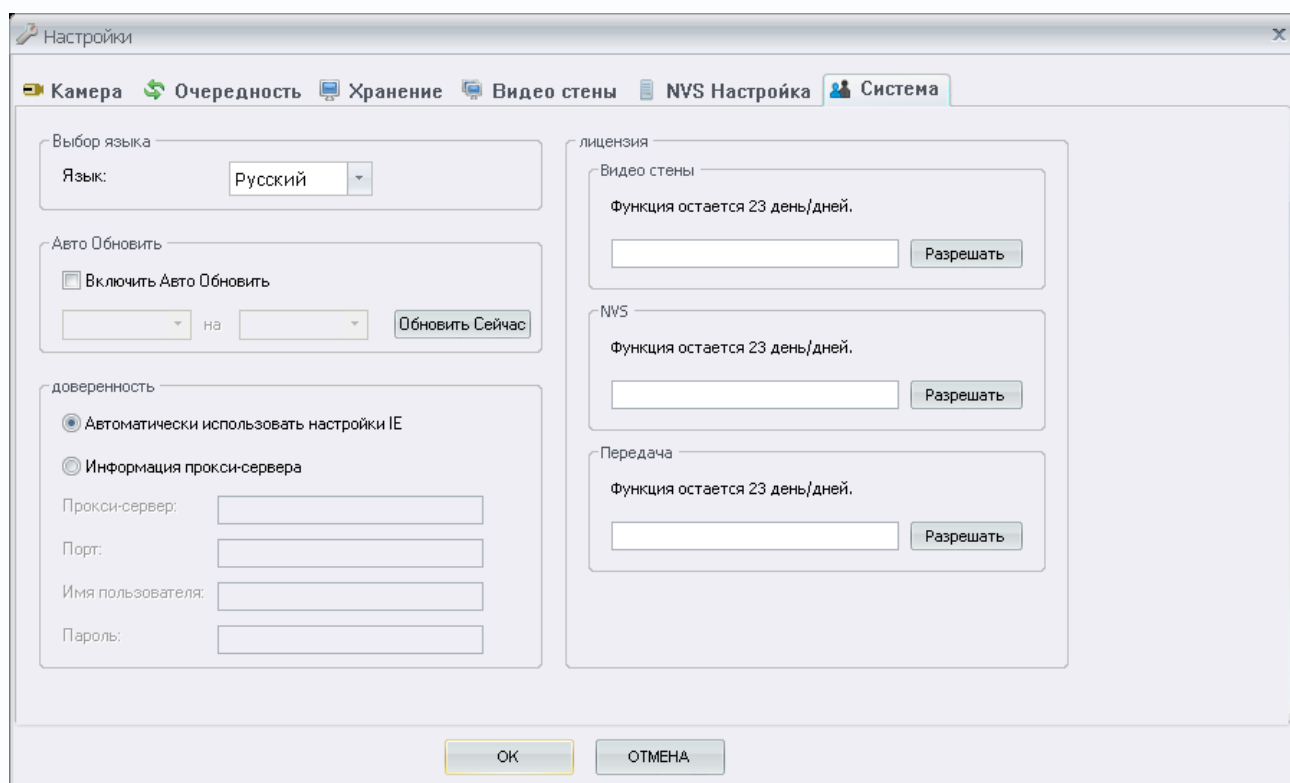 Настройки
Камера Очередность Хранение Видео стены NVS Настройка Система
Выбор языка
Язык: Русский
Авто Обновить
Включить Авто Обновить
на Обновить Сейчас
доверенность
Автоматически использовать настройки IE
Информация прокси-сервера
Прокси-сервер:
Порт:
Имя пользователя:
Пароль:
лицензия
Видео стены
Функция остается 23 день/дней.
Разрешать
NVS
Функция остается 23 день/дней.
Разрешать
Передача
Функция остается 23 день/дней.
Разрешать
OK ОТМЕНА